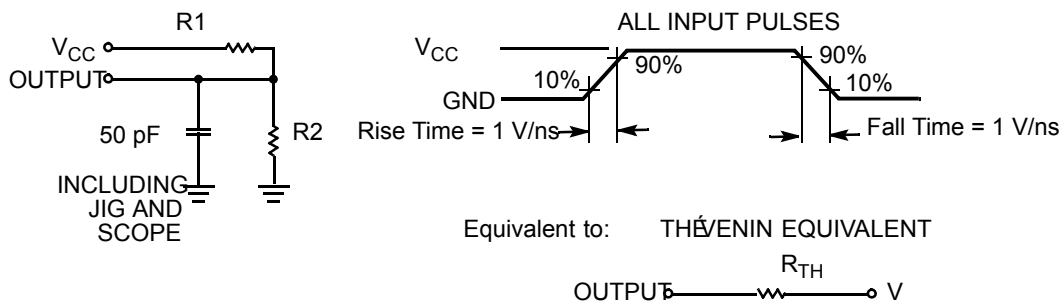 R1
V_CC
OUTPUT
50 pF
R2
INCLUDING
JIG AND
SCOPE
ALL INPUT PULSES
V_CC
GND
10%
90%
90%
10%
Rise Time = 1 V/ns
Fall Time = 1 V/ns
Equivalent to: THÉVENIN EQUIVALENT
R_TH
OUTPUT V